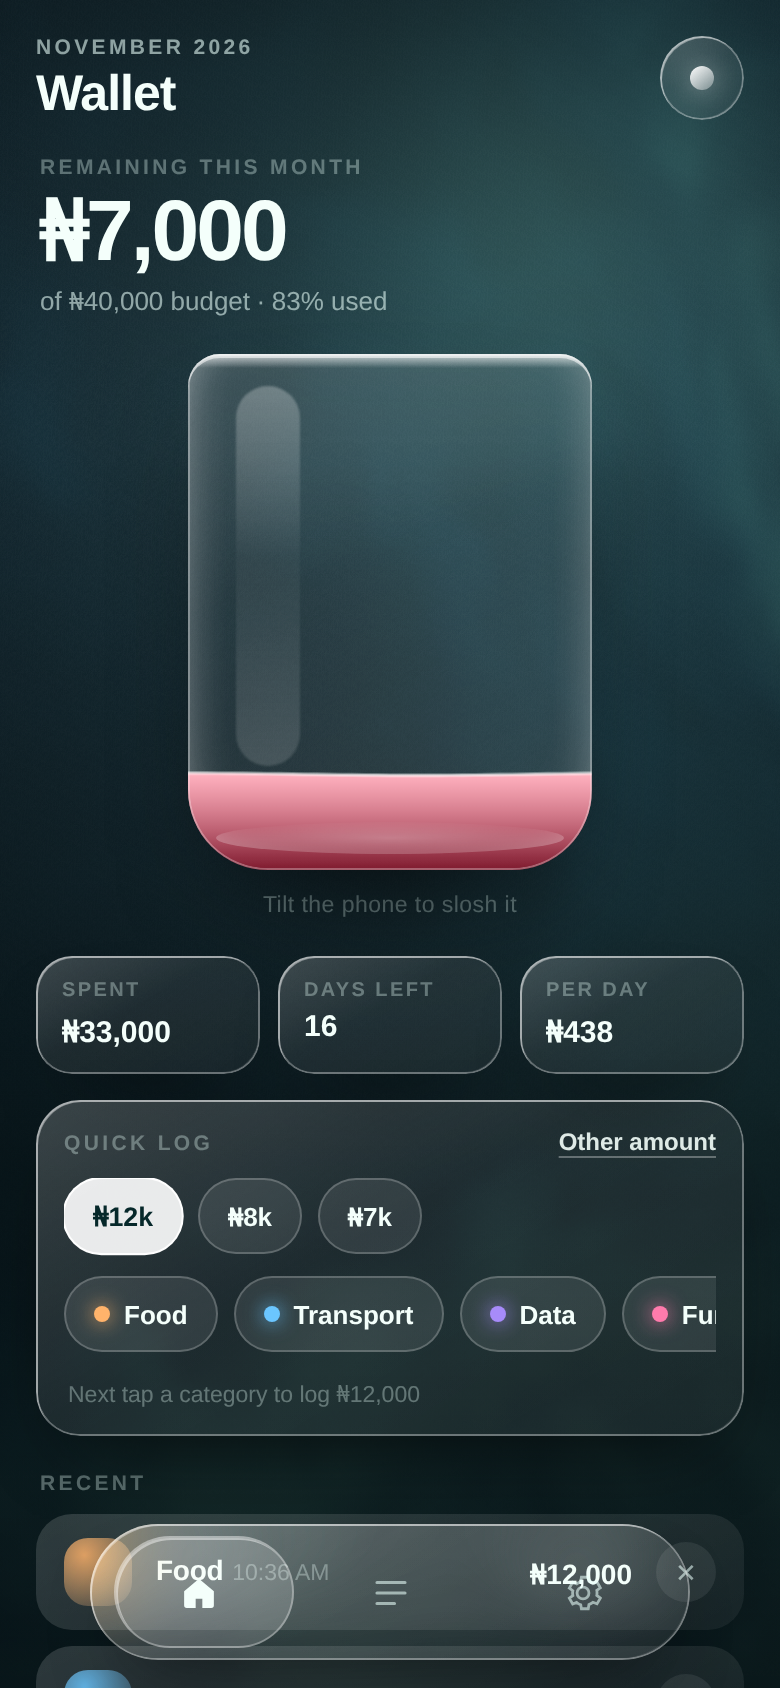 NOVEMBER 2026
Wallet
REMAINING THIS MONTH
₦7,000
of ₦40,000 budget · 83% used
Tilt the phone to slosh it
SPENT
₦33,000
DAYS LEFT
16
PER DAY
₦438
QUICK LOG
Other amount
₦12k ₦8k ₦7k
Food Transport Data Fu
Next tap a category to log ₦12,000
RECENT
Food 10:36 AM ₦12,000